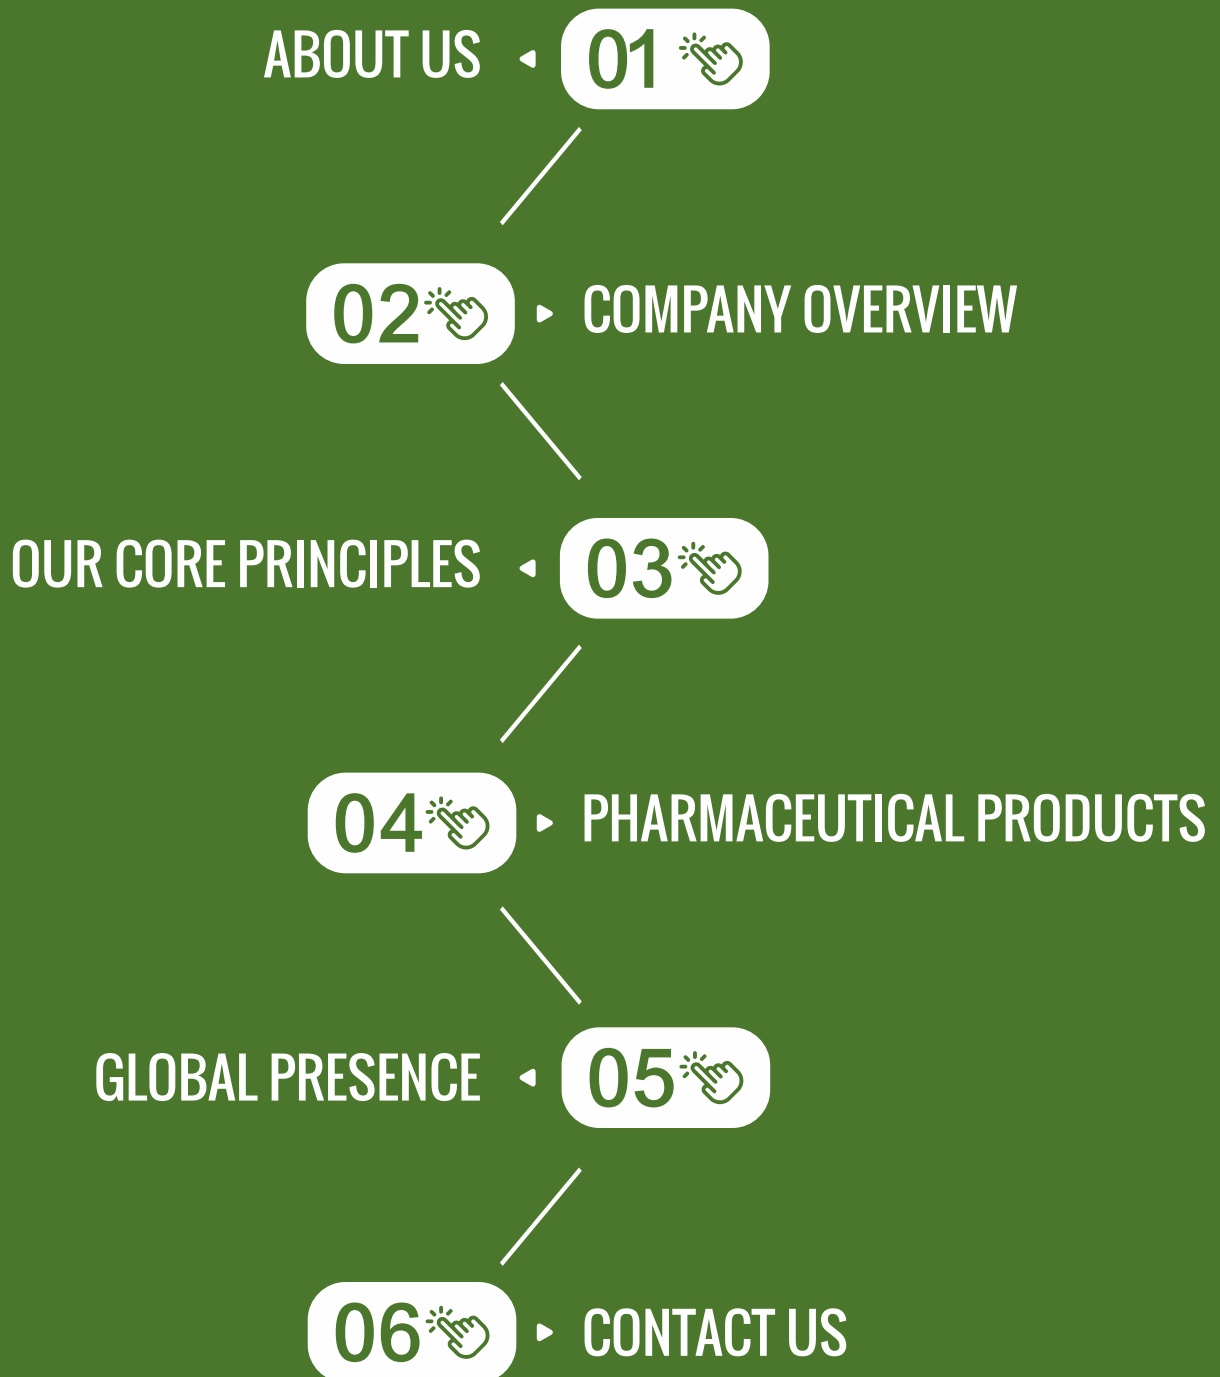 ABOUT US 01
02 COMPANY OVERVIEW
OUR CORE PRINCIPLES 03
04 PHARMACEUTICAL PRODUCTS
GLOBAL PRESENCE 05
06 CONTACT US